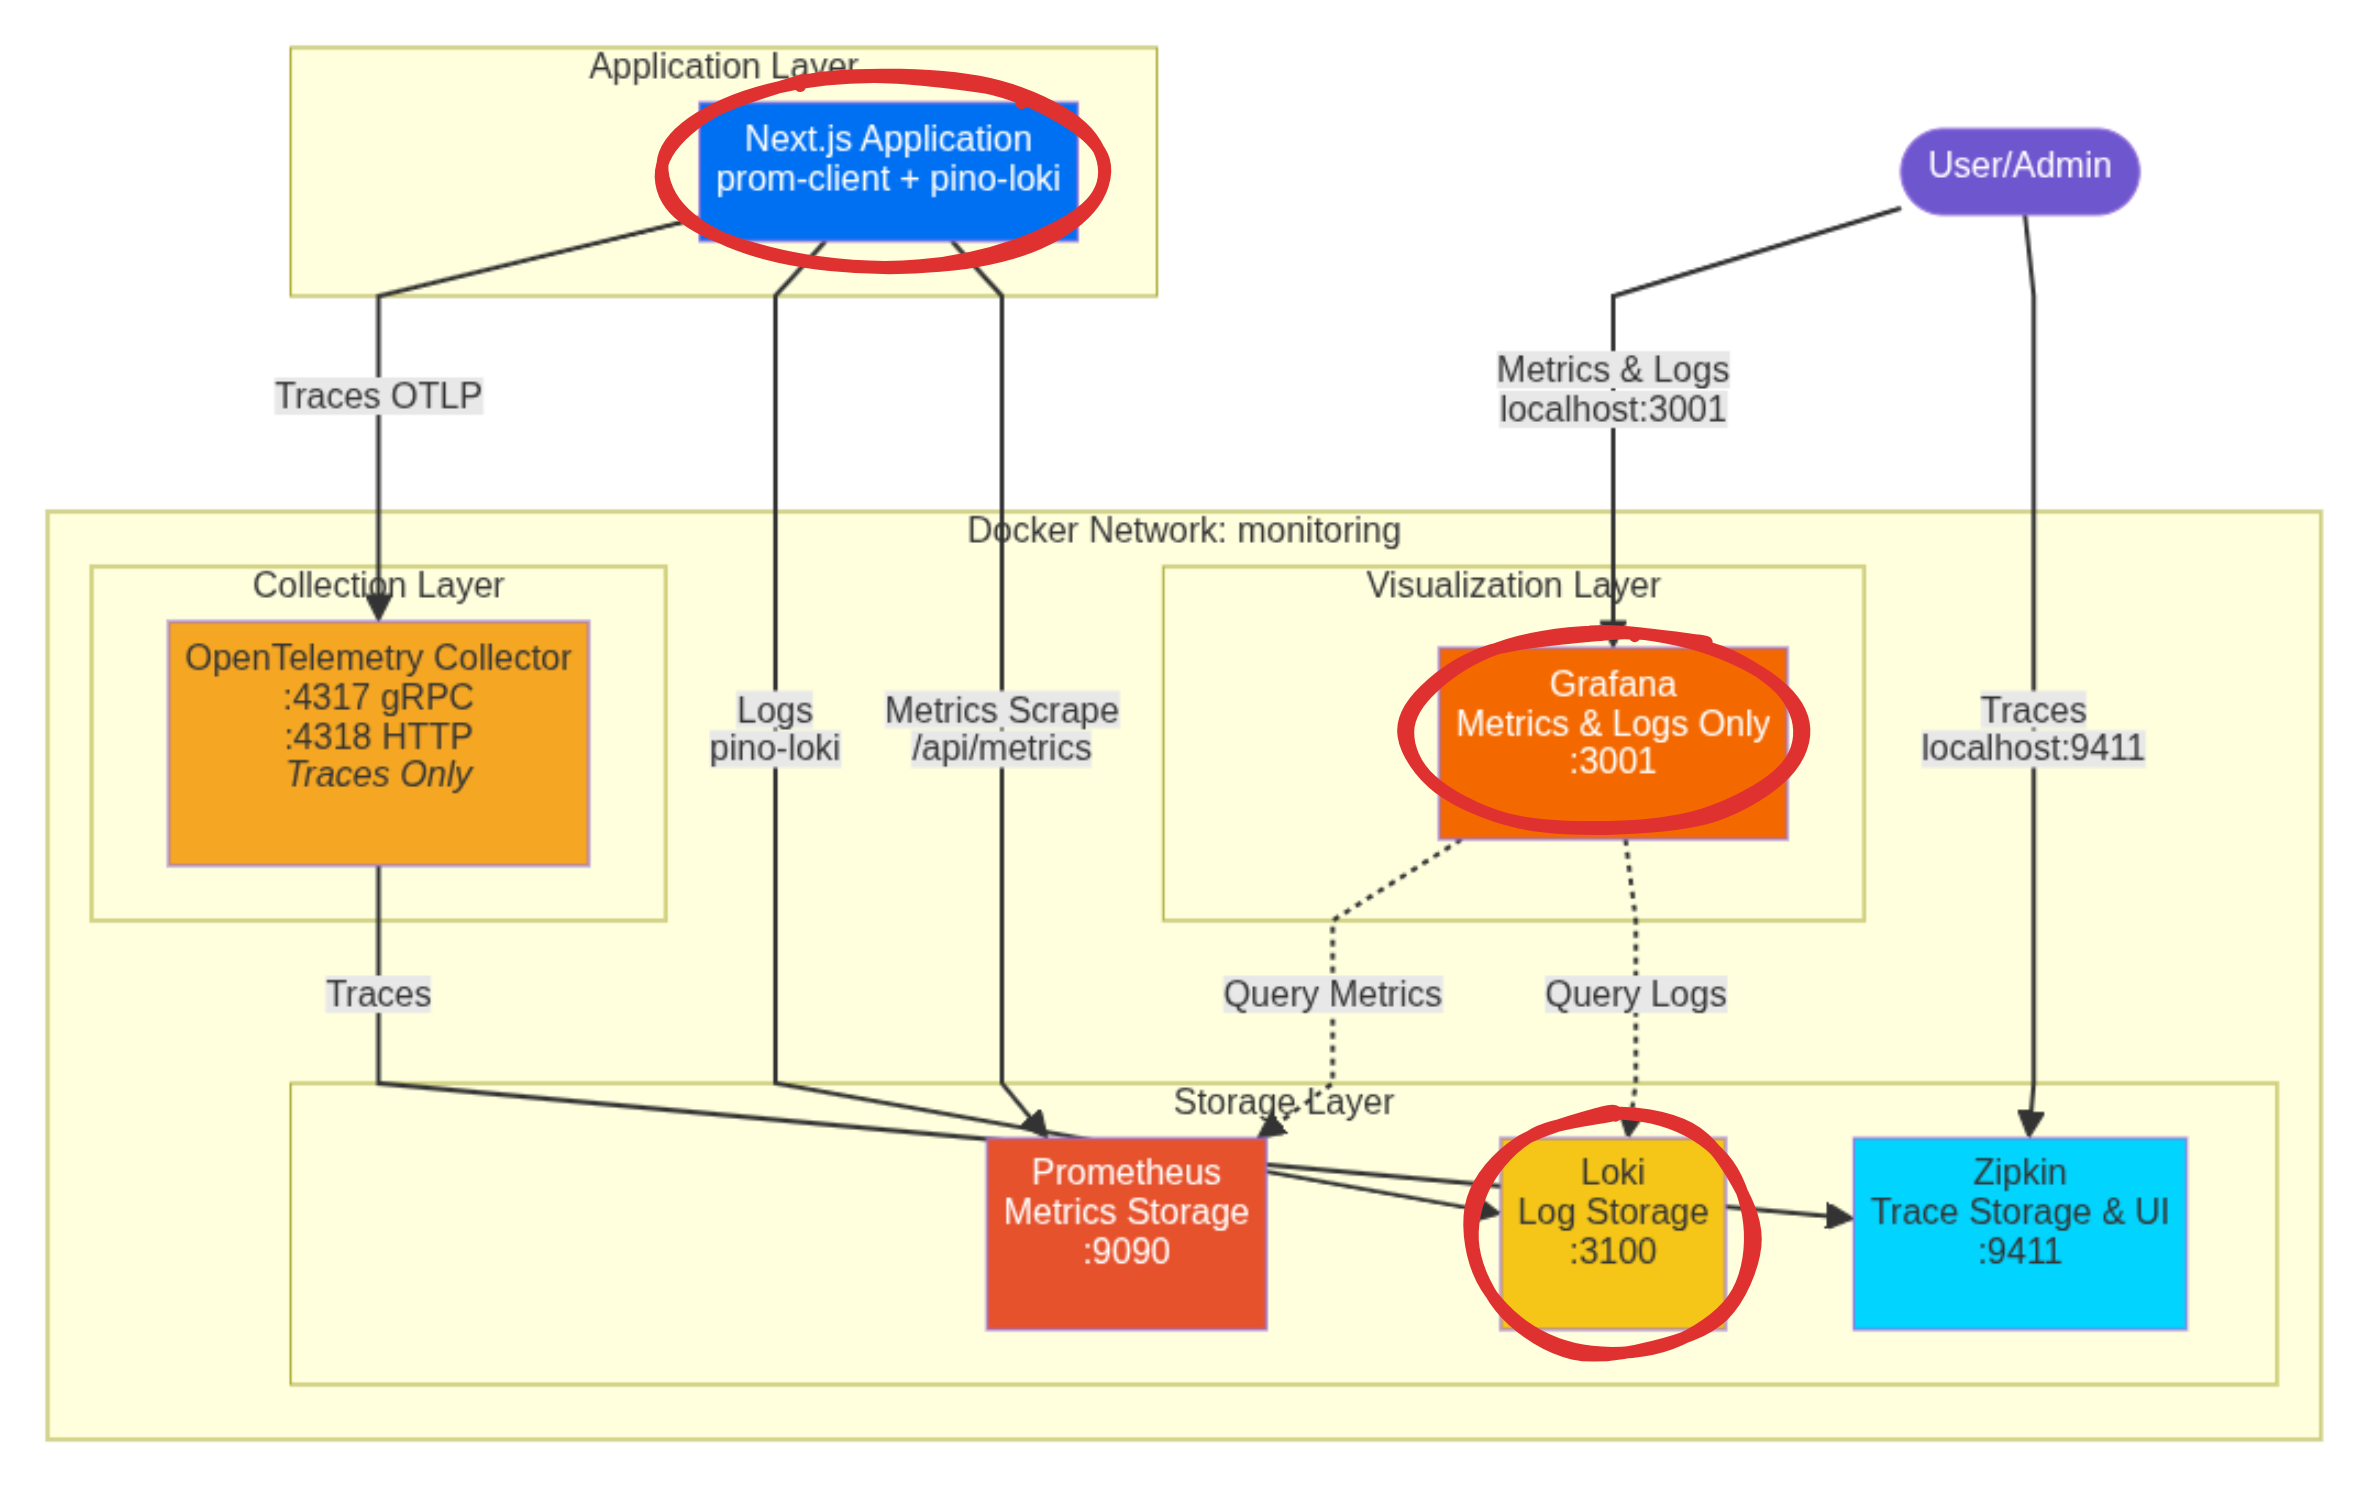 Application Layer
Next.js Application
prom-client + pino-loki
User/Admin
Traces OTLP
Metrics & Logs
localhost:3001
Docker Network: monitoring
Collection Layer
OpenTelemetry Collector
:4317 gRPC
:4318 HTTP
Traces Only
Logs
pino-loki
Metrics Scrape
/api/metrics
Visualization Layer
Grafana
Metrics & Logs Only
:3001
Traces
localhost:9411
Traces
Query Metrics
Query Logs
Storage Layer
Prometheus
Metrics Storage
:9090
Loki
Log Storage
:3100
Zipkin
Trace Storage & UI
:9411